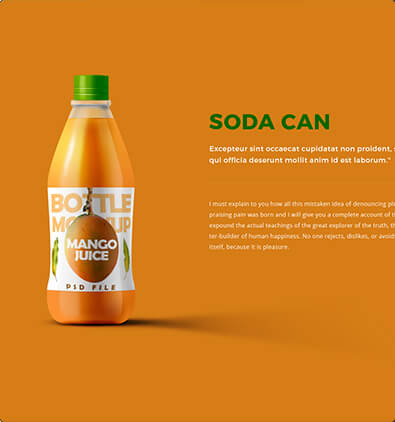 BOTTLE
MOCKUP
MANGO
JUICE
PSD FILE
SODA CAN
Excepteur sint occaecat cupidatat non proident,
qui officia deserunt mollit anim id est laborum."
I must explain to you how all this mistaken idea of denouncing
praising pain was born and I will give you a complete account of
expound the actual teachings of the great explorer of the truth,
ter-builder of human happiness. No one rejects, dislikes, or
itself, because it is pleasure.